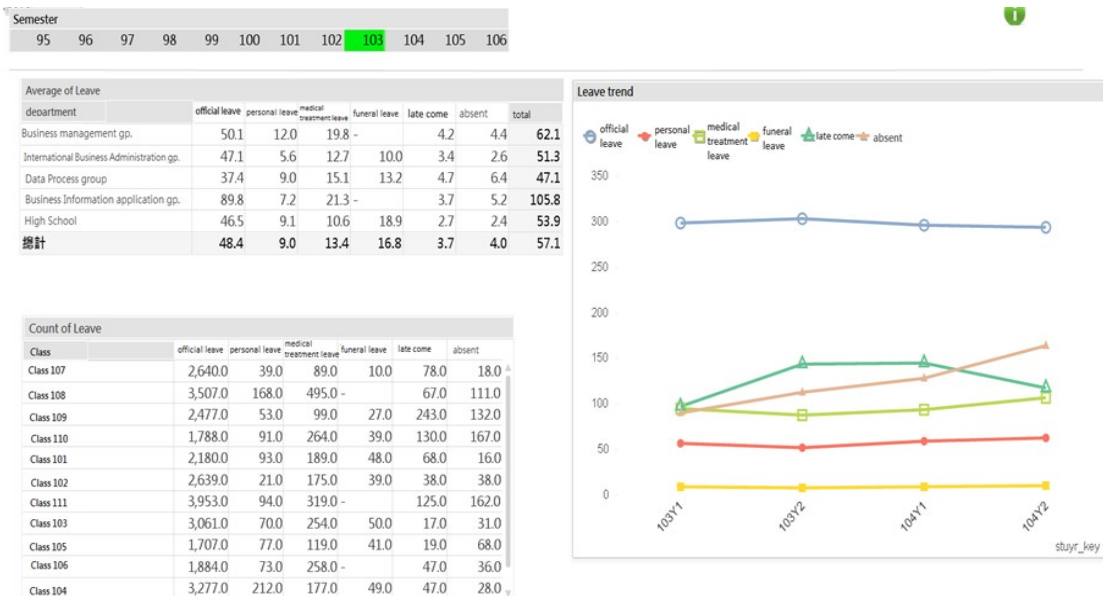 Semester
95 96 97 98 99 100 101 102 103 104 105 106
Average of Leave
department official leave personal leave medical treatment leave funeral leave late come absent total
Business management gp. 50.1 12.0 19.8 - 4.2 4.4 62.1
International Business Administration gp. 47.1 5.6 12.7 10.0 3.4 2.6 51.3
Data Process group 37.4 9.0 15.1 13.2 4.7 6.4 47.1
Business Information application gp. 89.8 7.2 21.3 - 3.7 5.2 105.8
High School 46.5 9.1 10.6 18.9 2.7 2.4 53.9
總計 48.4 9.0 13.4 16.8 3.7 4.0 57.1
Count of Leave
Class official leave personal leave medical treatment leave funeral leave late come absent
Class 107 2,640.0 39.0 89.0 10.0 78.0 18.0
Class 108 3,507.0 168.0 495.0 - 67.0 111.0
Class 109 2,477.0 53.0 99.0 27.0 243.0 132.0
Class 110 1,788.0 91.0 264.0 39.0 130.0 167.0
Class 101 2,180.0 93.0 189.0 48.0 68.0 16.0
Class 102 2,639.0 21.0 175.0 39.0 38.0 38.0
Class 111 3,953.0 94.0 319.0 - 125.0 162.0
Class 103 3,061.0 70.0 254.0 50.0 17.0 31.0
Class 105 1,707.0 77.0 119.0 41.0 19.0 68.0
Class 106 1,884.0 73.0 258.0 - 47.0 36.0
Class 104 3,277.0 212.0 177.0 49.0 47.0 28.0
Leave trend
official leave personal leave medical treatment leave funeral leave late come absent
350
300
250
200
150
100
50
0
103Y1 103Y2 104Y1 104Y2
stuyr_key